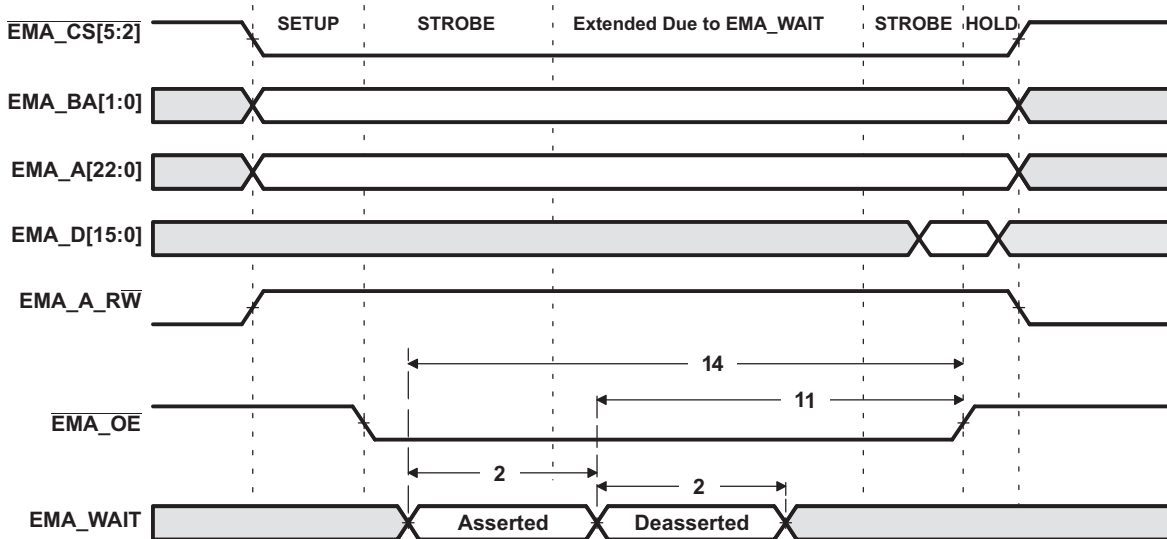 EMA_CS[5:2] SETUP STROBE Extended Due to EMA_WAIT STROBE HOLD
EMA_BA[1:0]
EMA_A[22:0]
EMA_D[15:0]
EMA_A_RW
14
11
EMA_OE
2
2
EMA_WAIT Asserted Deasserted